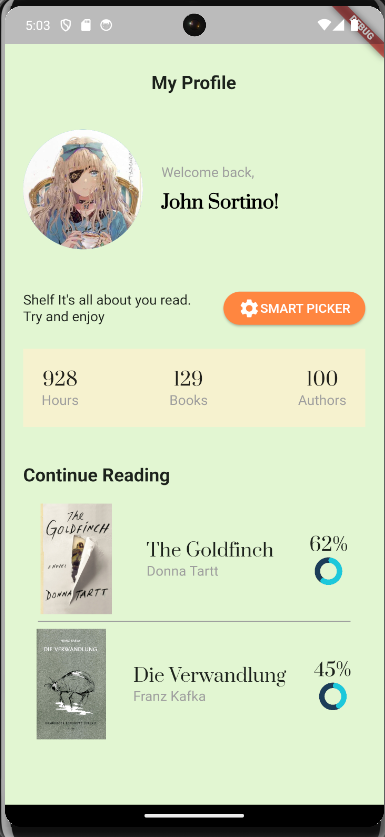 5:03
DEBUG
My Profile
Welcome back,
John Sortino!
Shelf It's all about you read.
Try and enjoy
SMART PICKER
928
129
100
Hours
Books
Authors
Continue Reading
The
GOLDFINCH
A NOVEL
DONNA TARTT
The Goldfinch
Donna Tartt
62%
DIE VERWANDLUNG
Die Verwandlung
Franz Kafka
45%